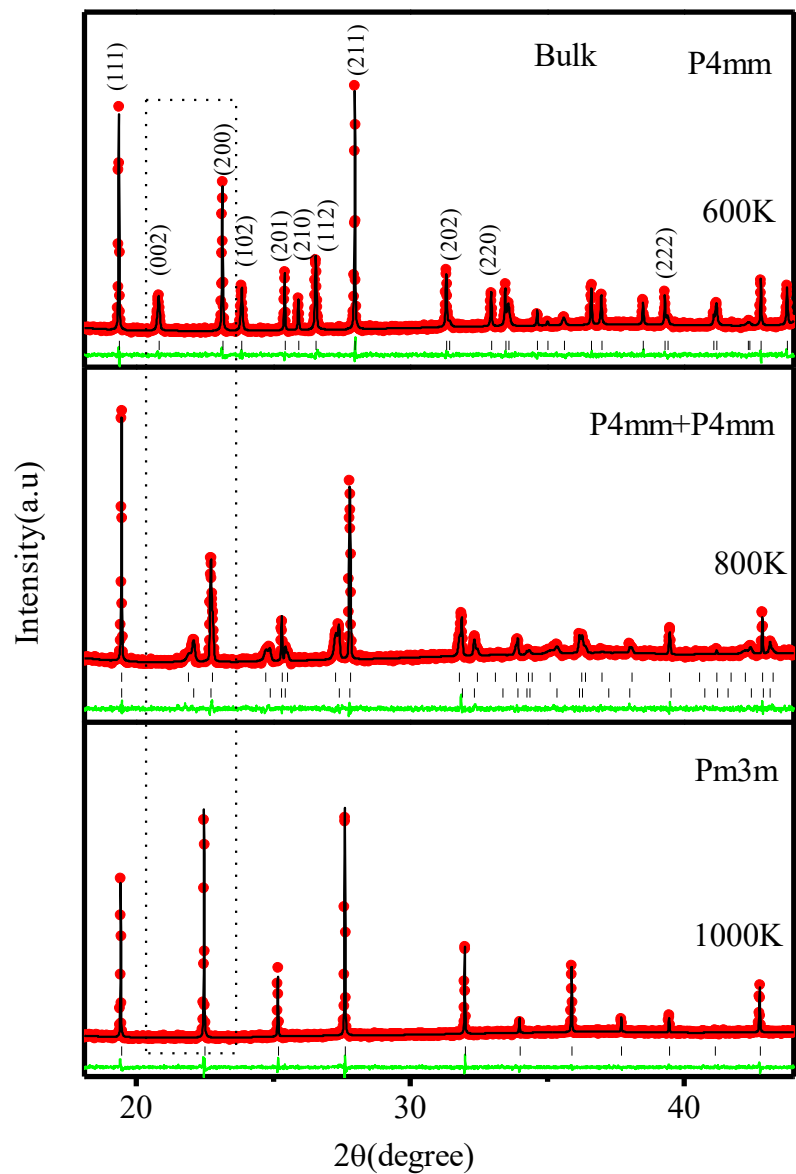 Bulk
P4mm
(111)
(002)
(200)
(102)
(201)
(210)
(112)
(211)
(202)
(220)
(222)
600K
P4mm+P4mm
800K
Pm3m
1000K
Intensity(a.u)
20
30
40
2θ(degree)